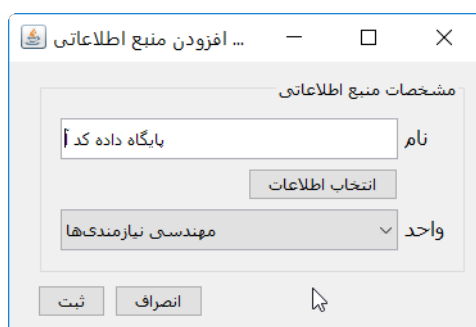 افزودن منبع اطلاعاتی ...
مشخصات منبع اطلاعاتی
نام
پایگاه داده کد آ
انتخاب اطلاعات
واحد
مهندسی نیازمندی‌ها
انصراف
ثبت